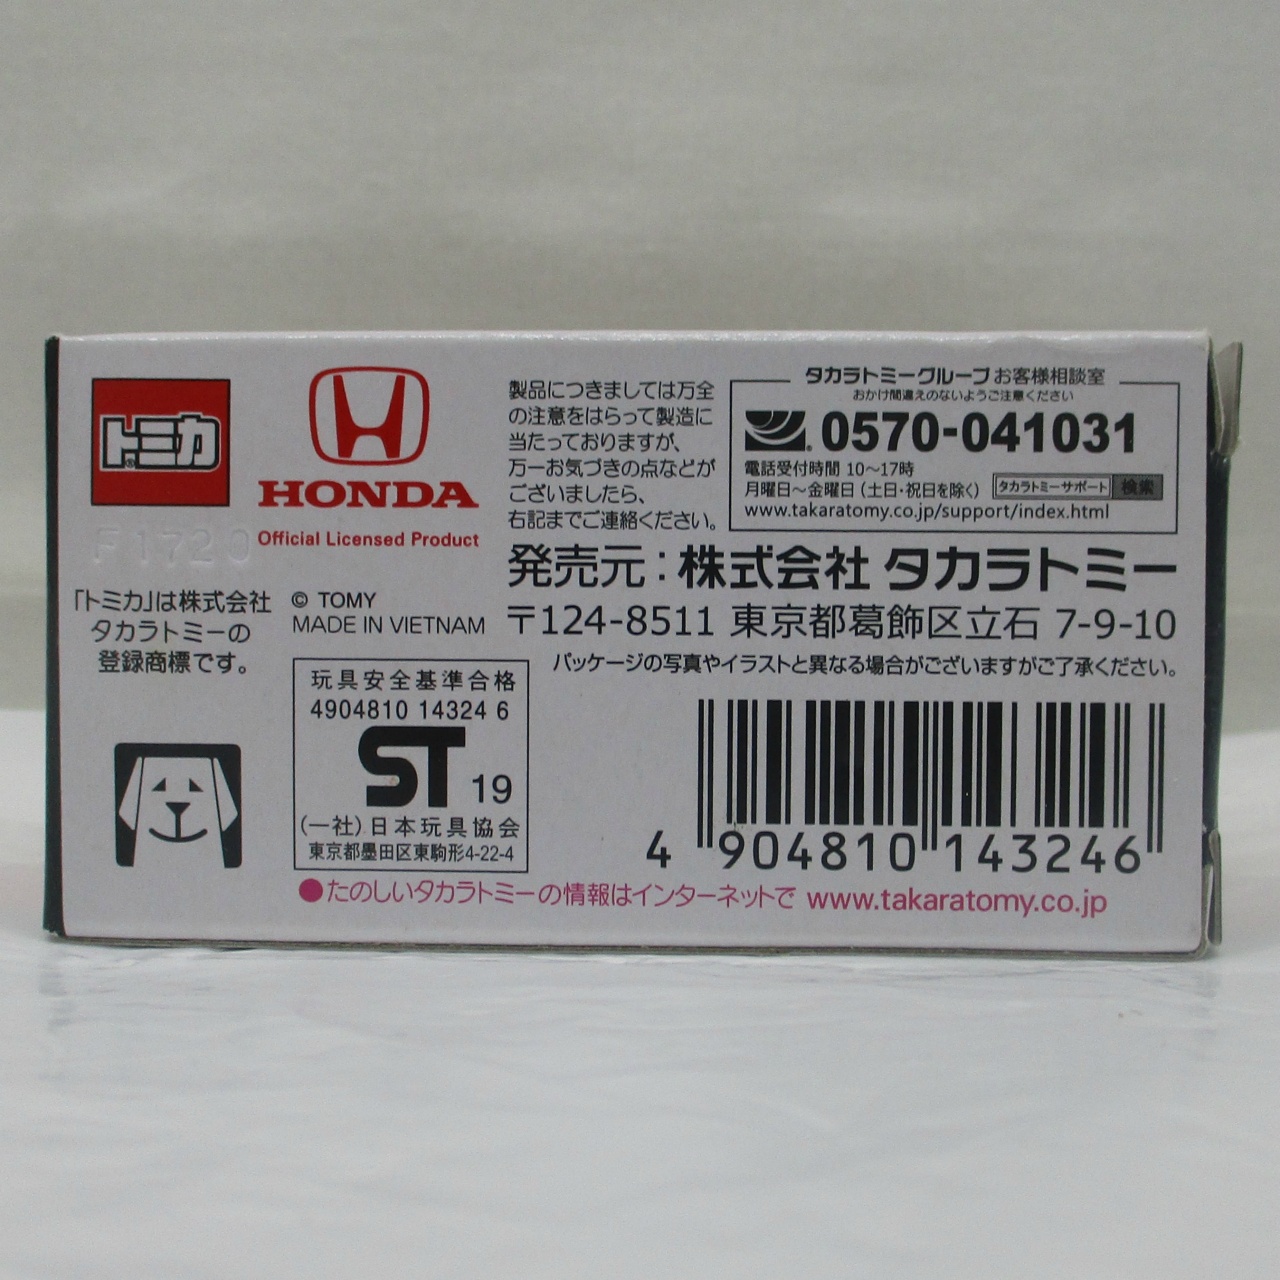 トミカ
F1720
HONDA
Official Licensed Product
「トミカ」は株式会社
タカラトミーの
登録商標です。
© TOMY
MADE IN VIETNAM
玩具安全基準合格
4904810 14324 6
ST 19
(一社)日本玩具協会
東京都墨田区東駒形4-22-4
製品につきましては万全
の注意をはらって製造に
当たっておりますが、
万一お気づきの点などが
ございましたら、
右記までご連絡ください。
タカラトミーグループお客様相談室
おかけ間違えのないようご注意ください
0570-041031
電話受付時間 10～17時
月曜日～金曜日(土日・祝日を除く) タカラトミーサポート 検索
www.takaratomy.co.jp/support/index.html
発売元：株式会社 タカラトミー
〒124-8511 東京都葛飾区立石 7-9-10
パッケージの写真やイラストと異なる場合がございますがご了承ください。
4 904810 143246
●たのしいタカラトミーの情報はインターネットで www.takaratomy.co.jp